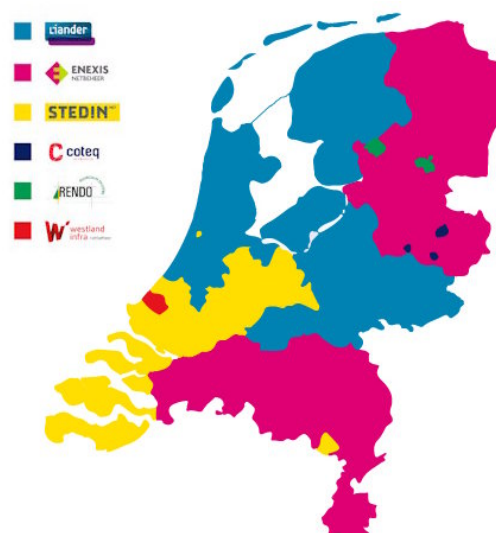 Liander
ENEXIS
NETBEHEER
STEDIN
coteq
RENDO
westland
infra